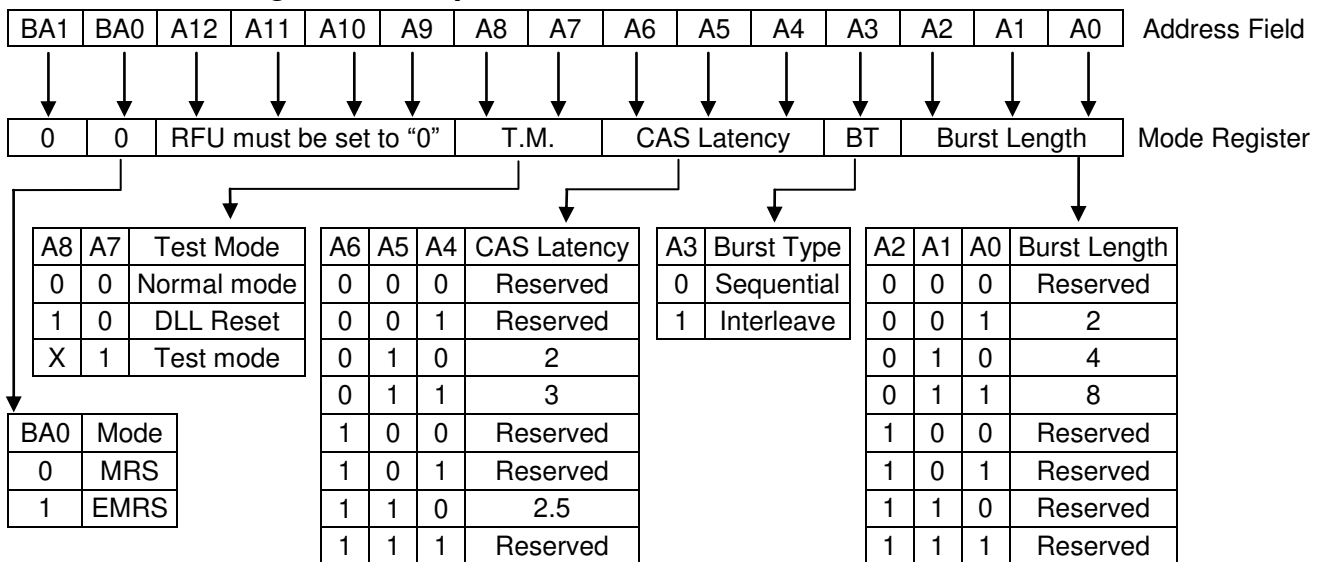 BA1 BA0 A12 A11 A10 A9 A8 A7 A6 A5 A4 A3 A2 A1 A0 Address Field
0 0 RFU must be set to “0” T.M. CAS Latency BT Burst Length Mode Register
A8 A7 Test Mode
0 0 Normal mode
1 0 DLL Reset
X 1 Test mode
BA0 Mode
0 MRS
1 EMRS
A6 A5 A4 CAS Latency
0 0 0 Reserved
0 0 1 Reserved
0 1 0 2
0 1 1 3
1 0 0 Reserved
1 0 1 Reserved
1 1 0 2.5
1 1 1 Reserved
A3 Burst Type
0 Sequential
1 Interleave
A2 A1 A0 Burst Length
0 0 0 Reserved
0 0 1 2
0 1 0 4
0 1 1 8
1 0 0 Reserved
1 0 1 Reserved
1 1 0 Reserved
1 1 1 Reserved